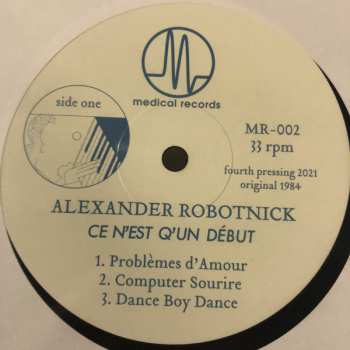 medical records
side one
MR-002
33 rpm
fourth pressing 2021
original 1984
ALEXANDER ROBOTNICK
CE N'EST Q'UN DÉBUT
1. Problèmes d'Amour
2. Computer Sourire
3. Dance Boy Dance